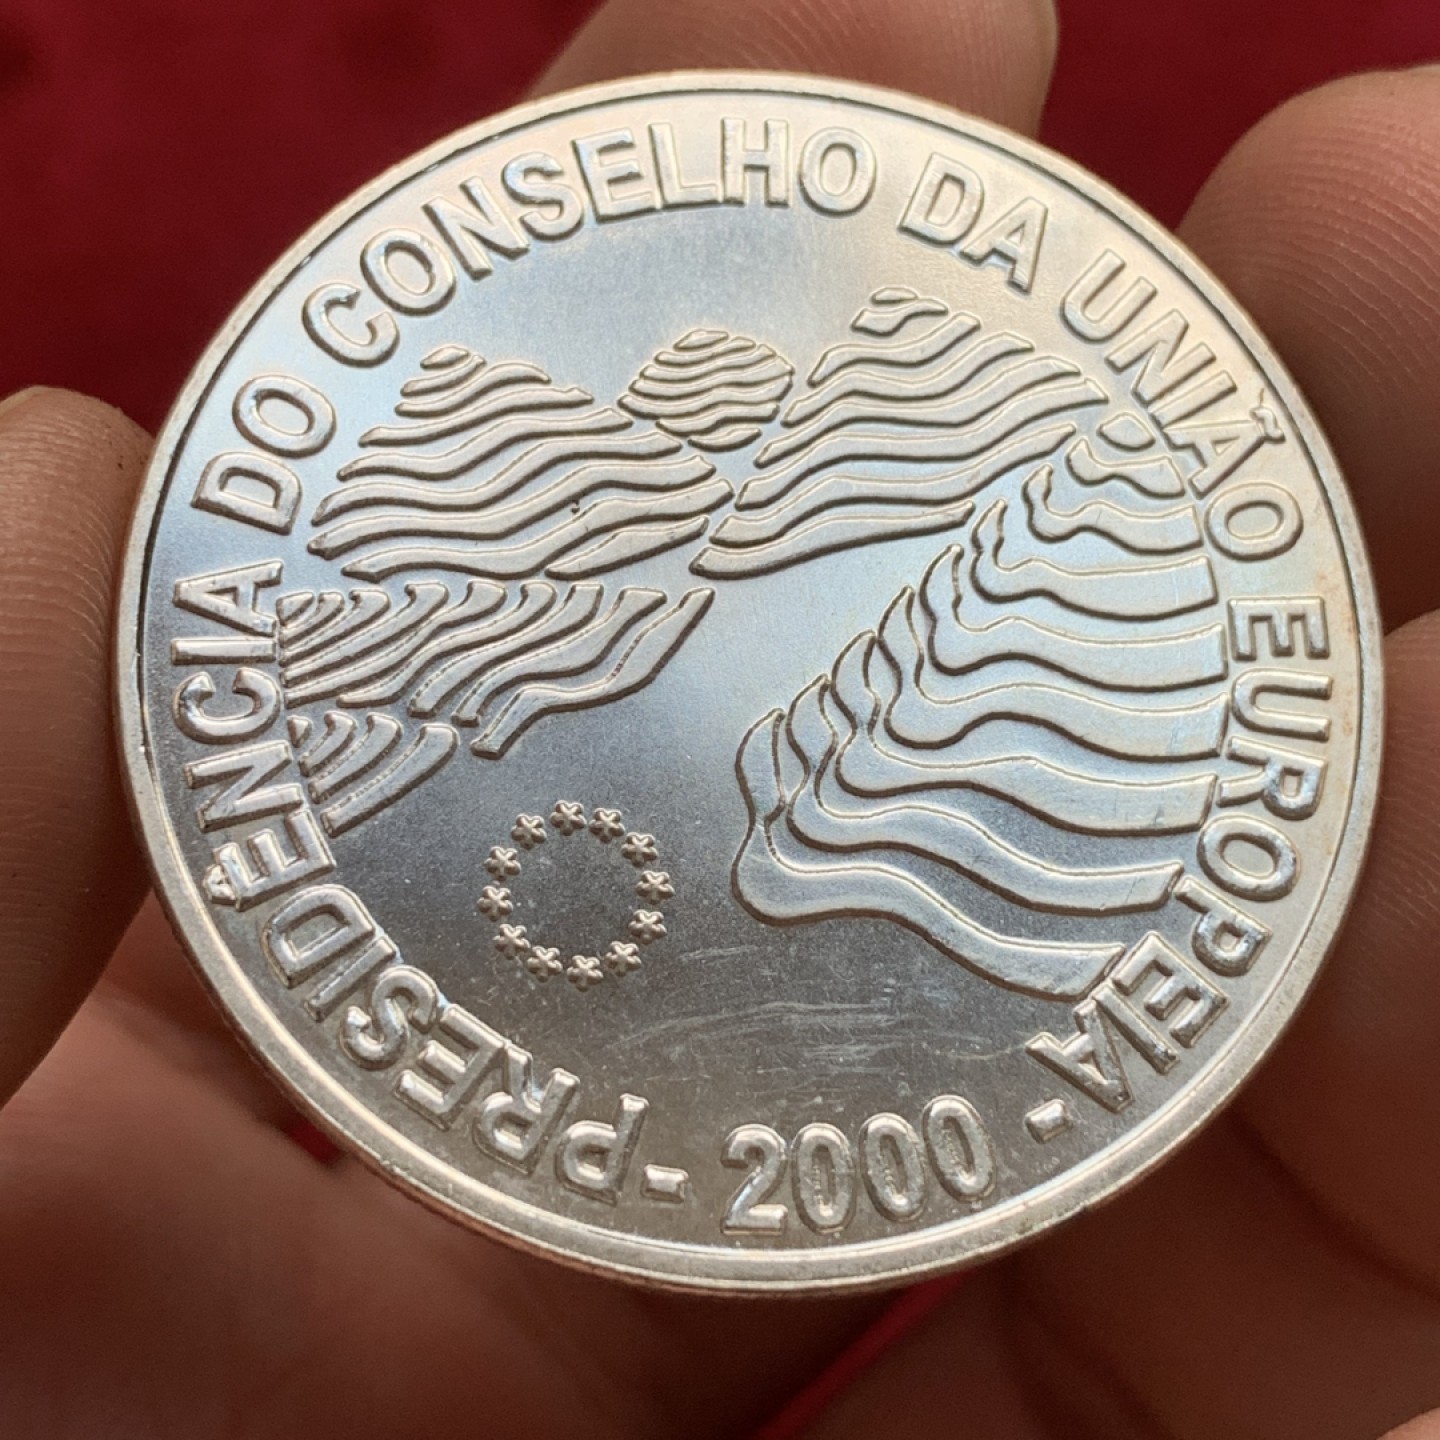 PRESIDÊNCIA DO CONSELHO DA UNIÃO EUROPEIA
- 2000 -